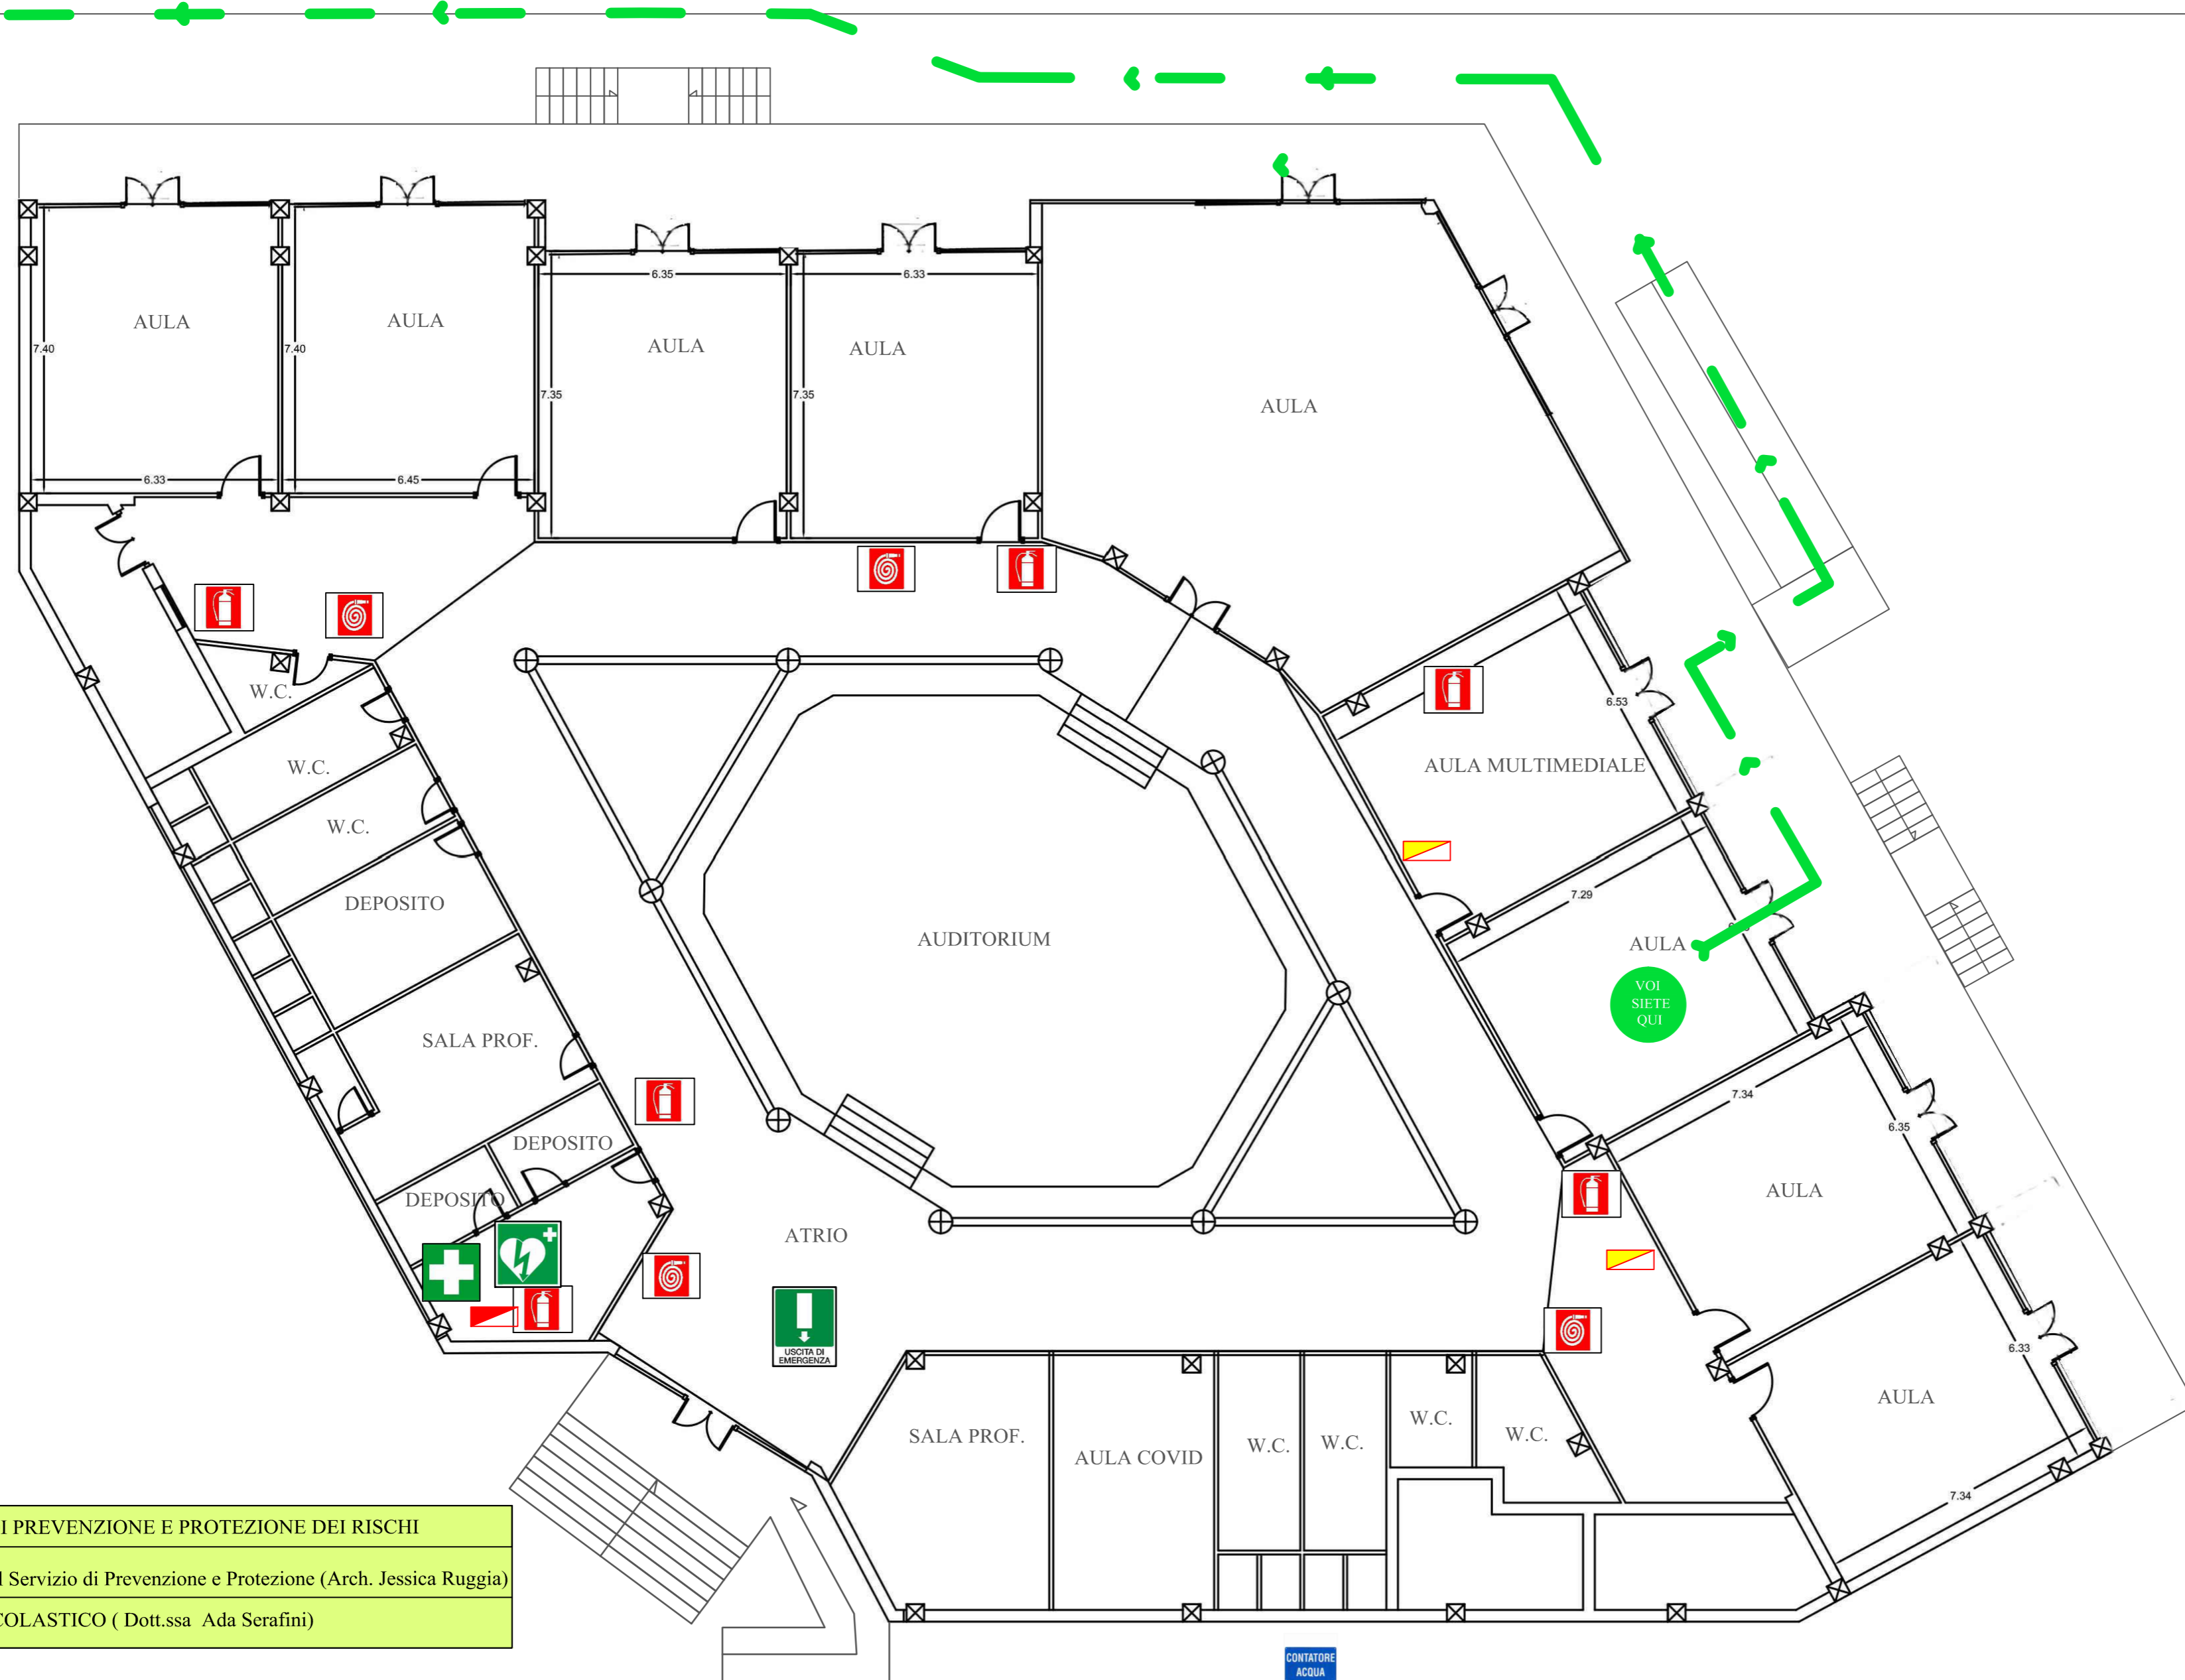 6.35
6.33
AULA
AULA
AULA
AULA
7.40
7.40
7.35
7.35
AULA
6.33
6.45
W.C.
6.53
W.C.
AULA MULTIMEDIALE
W.C.
7.29
DEPOSITO
AUDITORIUM
AULA
VOI
SIETE
QUI
SALA PROF.
7.34
6.35
DEPOSITO
DEPOSITO
AULA
ATRIO
USCITA DI
EMERGENZA
6.33
AULA
SALA PROF.
AULA COVID
W.C.
W.C.
W.C.
W.C.
7.34
I PREVENZIONE E PROTEZIONE DEI RISCHI
l Servizio di Prevenzione e Protezione (Arch. Jessica Ruggia)
COLASTICO ( Dott.ssa Ada Serafini)
CONTATORE
ACQUA